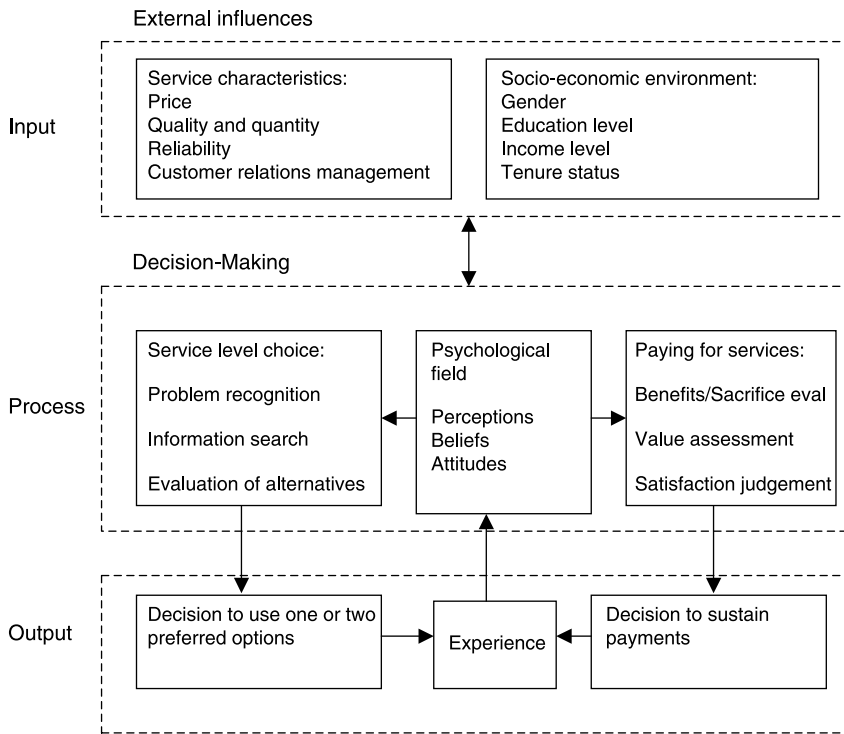 External influences
Input
Service characteristics:
Price
Quality and quantity
Reliability
Customer relations management
Socio-economic environment:
Gender
Education level
Income level
Tenure status
Decision-Making
Process
Service level choice:
Problem recognition
Information search
Evaluation of alternatives
Psychological
field
Perceptions
Beliefs
Attitudes
Paying for services:
Benefits/Sacrifice eval
Value assessment
Satisfaction judgement
Output
Decision to use one or two
preferred options
Experience
Decision to sustain
payments